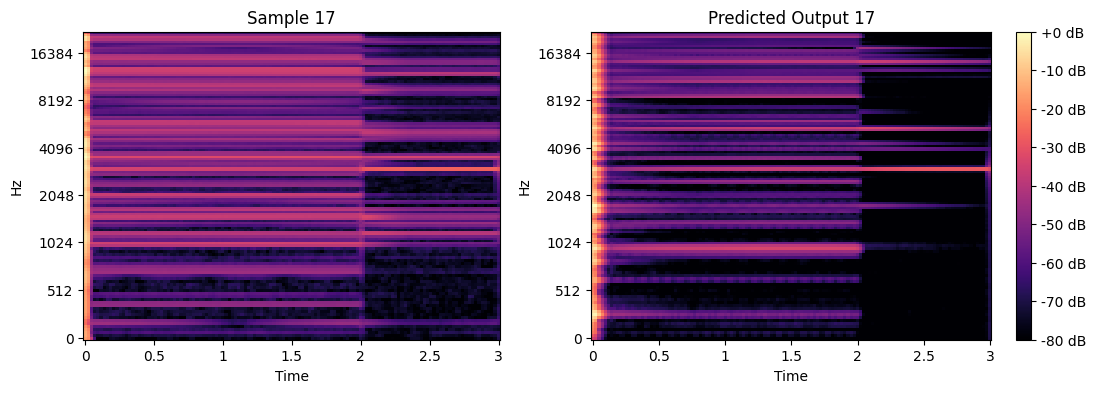 Sample 17
Predicted Output 17
Hz
16384
8192
4096
2048
1024
512
0
0
0.5
1
1.5
2
2.5
3
Time
Hz
16384
8192
4096
2048
1024
512
0
0
0.5
1
1.5
2
2.5
3
Time
+0 dB
-10 dB
-20 dB
-30 dB
-40 dB
-50 dB
-60 dB
-70 dB
-80 dB